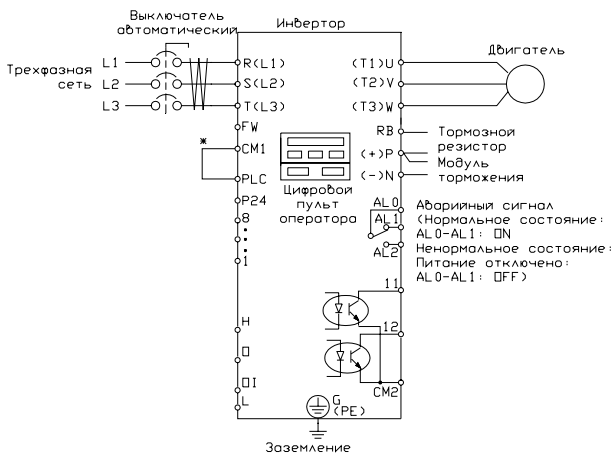 Выключатель
автоматический
Инвертор
Трехфазная
сеть
L1
L2
L3
R(L1)
S(L2)
T(L3)
(T1)U
(T2)V
(T3)W
Двигатель
FW
*
CM1
PLC
P24
8
1
Цифровой
пульт
оператора
RB
(+)P
(-)N
Тормозной
резистор
Модуль
торможения
AL0
AL1
AL2
Аварийный сигнал
(Нормальное состояние:
AL0-AL1: ON
Ненормальное состояние:
Питание отключено:
AL0-AL1: OFF)
11
12
CM2
H
O
OI
L
G
(PE)
Заземление